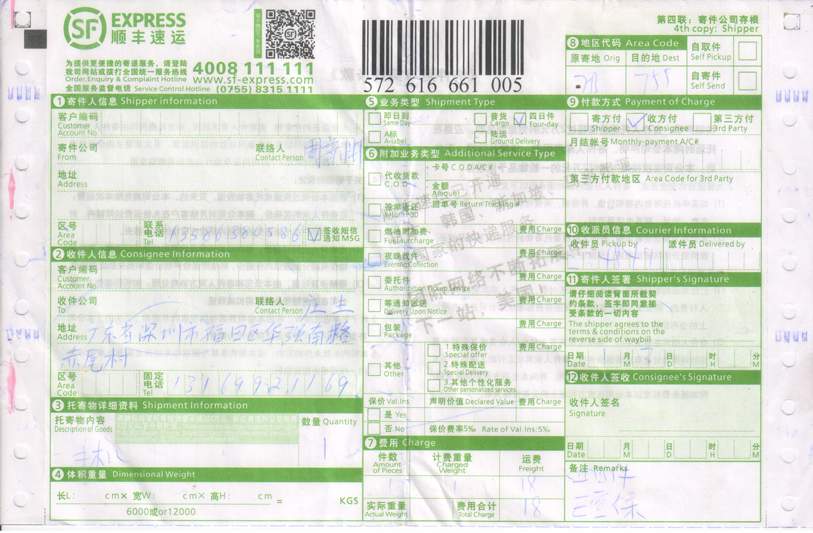 SF EXPRESS
顺丰速运
为提供更便捷的寄递服务,请登陆
我司网站或拨打全国统一服务热线 4008 111 111
Order,Enquiry & Complaint Hotline www.sf-express.com
全国服务监督电话 Service Control Hotline (0755) 8315 1111
572 616 661 005
第四联：寄件公司存根
4th copy: Shipper
1 寄件人信息 Shipper information
客户编码
Customer
Account No.
寄件公司 联络人
From Contact Person
地址
Address
区号 联系
Area 电话
Code Tel 13581380586 签收短信
通知MSG
2 收件人信息 Consignee Information
客户编码
Customer
Account No.
收件公司 联络人
To Contact Person
地址 广东省深圳市福田区华强南路
Address
赤尾村
区号 固定
Area 电话
Code Tel 13169921169
3 托寄物详细资料 Shipment Information
托寄物内容 数量 Quantity
Description of Goods
1
4 体积重量 Dimensional Weight
长L: cm× 宽W: cm× 高H: cm = KGS
6000或or12000
5 业务类型 Shipment Type
即日到 Same Day 货货 Cargo 四日件 Four-day
A标 A-label 陆运 Ground Delivery
6 附加业务类型 Additional Service Type
代收货款 C.O.D. 卡号 C.O.D A/C#
金额 Amount
签单返还 Return POD 签单号 Return Tracking #
燃油附加费 Fuel Surcharge 费用 Charge
夜晚收件 Evening Collection 费用 Charge
委托件 Authorization Pickup Service 费用 Charge
等通知派送 Delivery Upon Notice 费用 Charge
包装 Package 费用 Charge
其他 Other
1.特殊保价 Special offer 费用 Charge
2 特殊配送 Special Delivery
3 其他个性化服务 Other personalized services
保价 Val.Ins 声明价值 Declared Value 费用 Charge
是 Yes
否 No 保价费率5‰ Rate of Val.Ins.5‰
韩国、新加坡
国家的快递服务
国际网络不断
下一站，美国！
7 费用 Charge
件数 Amount of Pieces 计费重量 Charged Weight 运费 Freight
1 1 18
实际重量 Actual Weight 费用合计 Total Charge 18
8 地区代码 Area Code
原寄地 Orig 目的地 Dest
755
自取件
Self Pickup
自寄件
Self Send
9 付款方式 Payment of Charge
寄方付 Shipper 收方付 Consignee 第三方付 3rd Party
月结帐号 Monthly-payment A/C#
第三方付款地区 Area Code for 3rd Party
10 收派员信息 Courier Information
收件员 Pickup by 派件员 Delivered by
11 寄件人签署 Shipper's Signature
请仔细阅读背面所载契
约条款，签字即同意接
受条款的一切内容
The shipper agrees to the
terms & conditions on the
reverse side of waybill
日期 Date 月 M 日 D 时 H 分 M
12 收件人签收 Consignee's Signature
收件人签名
Signature
日期 Date 月 M 日 D 时 H 分 M
备注 Remarks